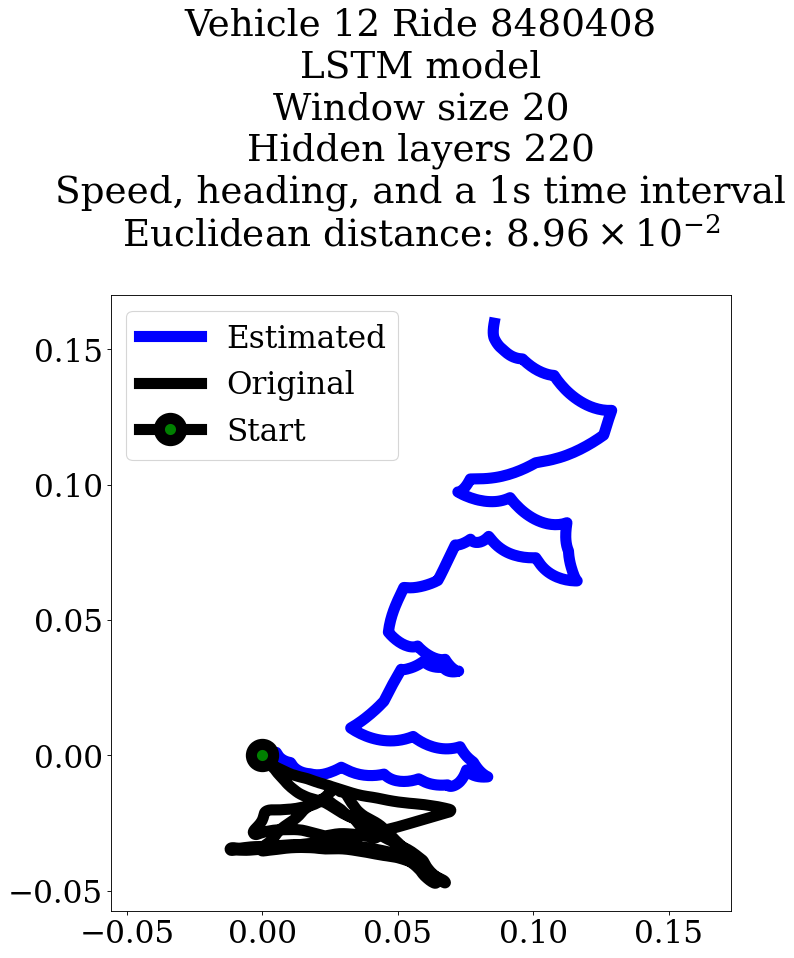 Vehicle 12 Ride 8480408
LSTM model
Window size 20
Hidden layers 220
Speed, heading, and a 1s time interval
Euclidean distance: 8.96 × 10⁻²
Estimated
Original
Start
0.15
0.10
0.05
0.00
−0.05
−0.05 0.00 0.05 0.10 0.15